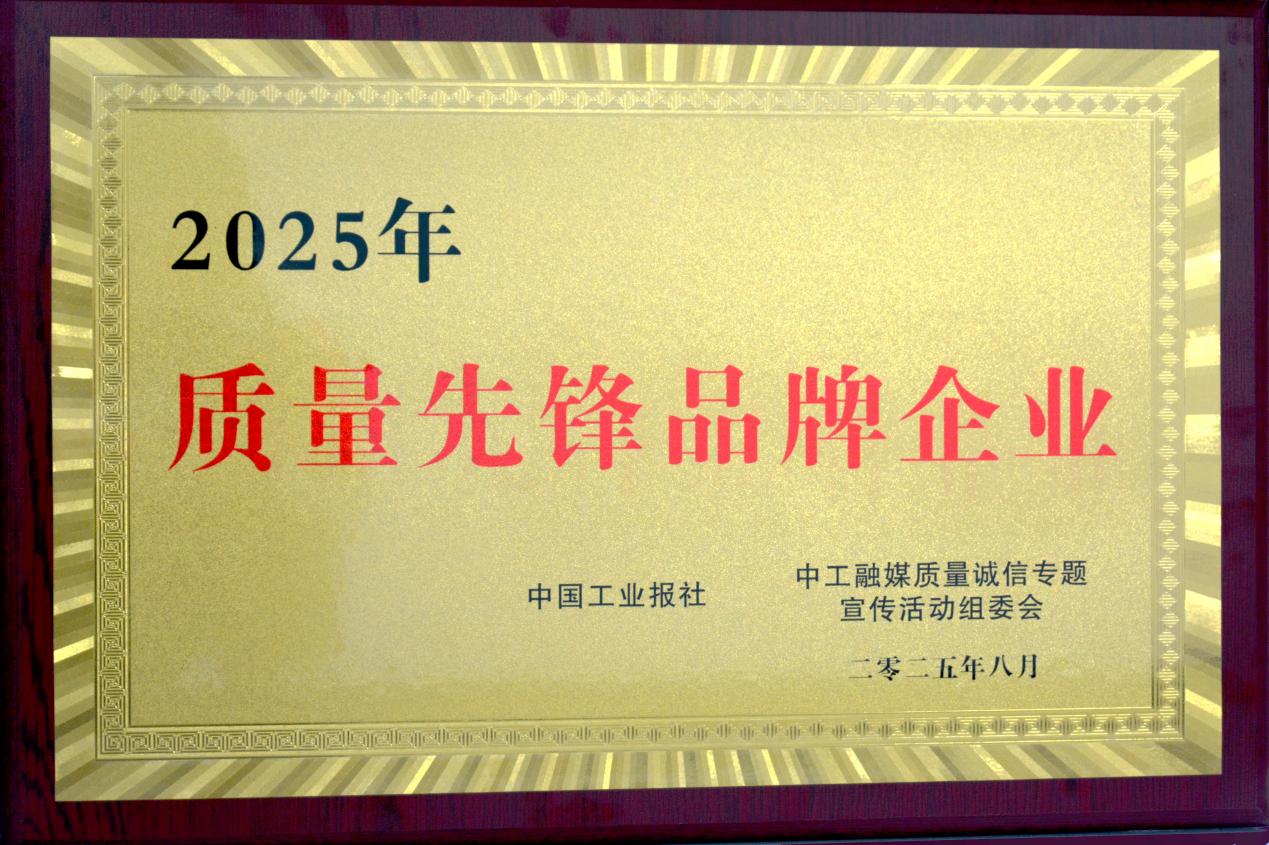 2025年
质量先锋品牌企业
中国工业报社
中工融媒质量诚信专题
宣传活动组委会
二零二五年八月